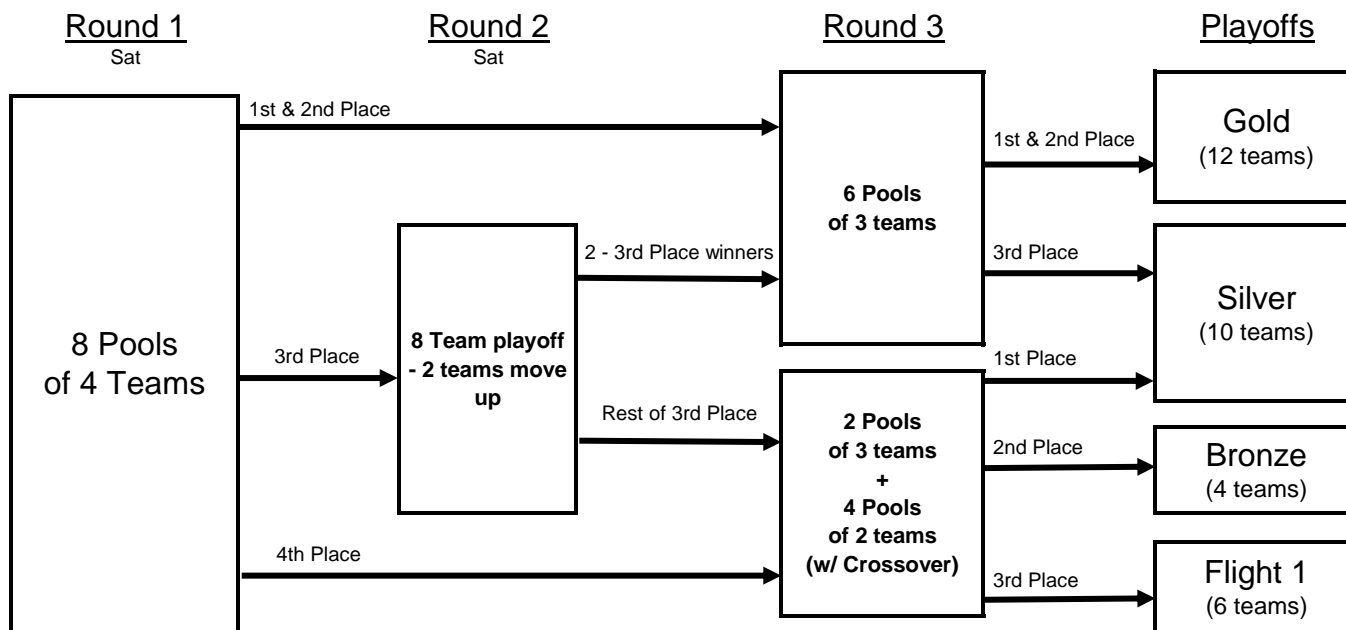 Round 1
Sat
Round 2
Sat
Round 3
Playoffs
8 Pools
of 4 Teams
1st & 2nd Place
3rd Place
4th Place
8 Team playoff
- 2 teams move
up
2 - 3rd Place winners
Rest of 3rd Place
6 Pools
of 3 teams
2 Pools
of 3 teams
+
4 Pools
of 2 teams
(w/ Crossover)
1st & 2nd Place
3rd Place
1st Place
2nd Place
3rd Place
Gold
(12 teams)
Silver
(10 teams)
Bronze
(4 teams)
Flight 1
(6 teams)